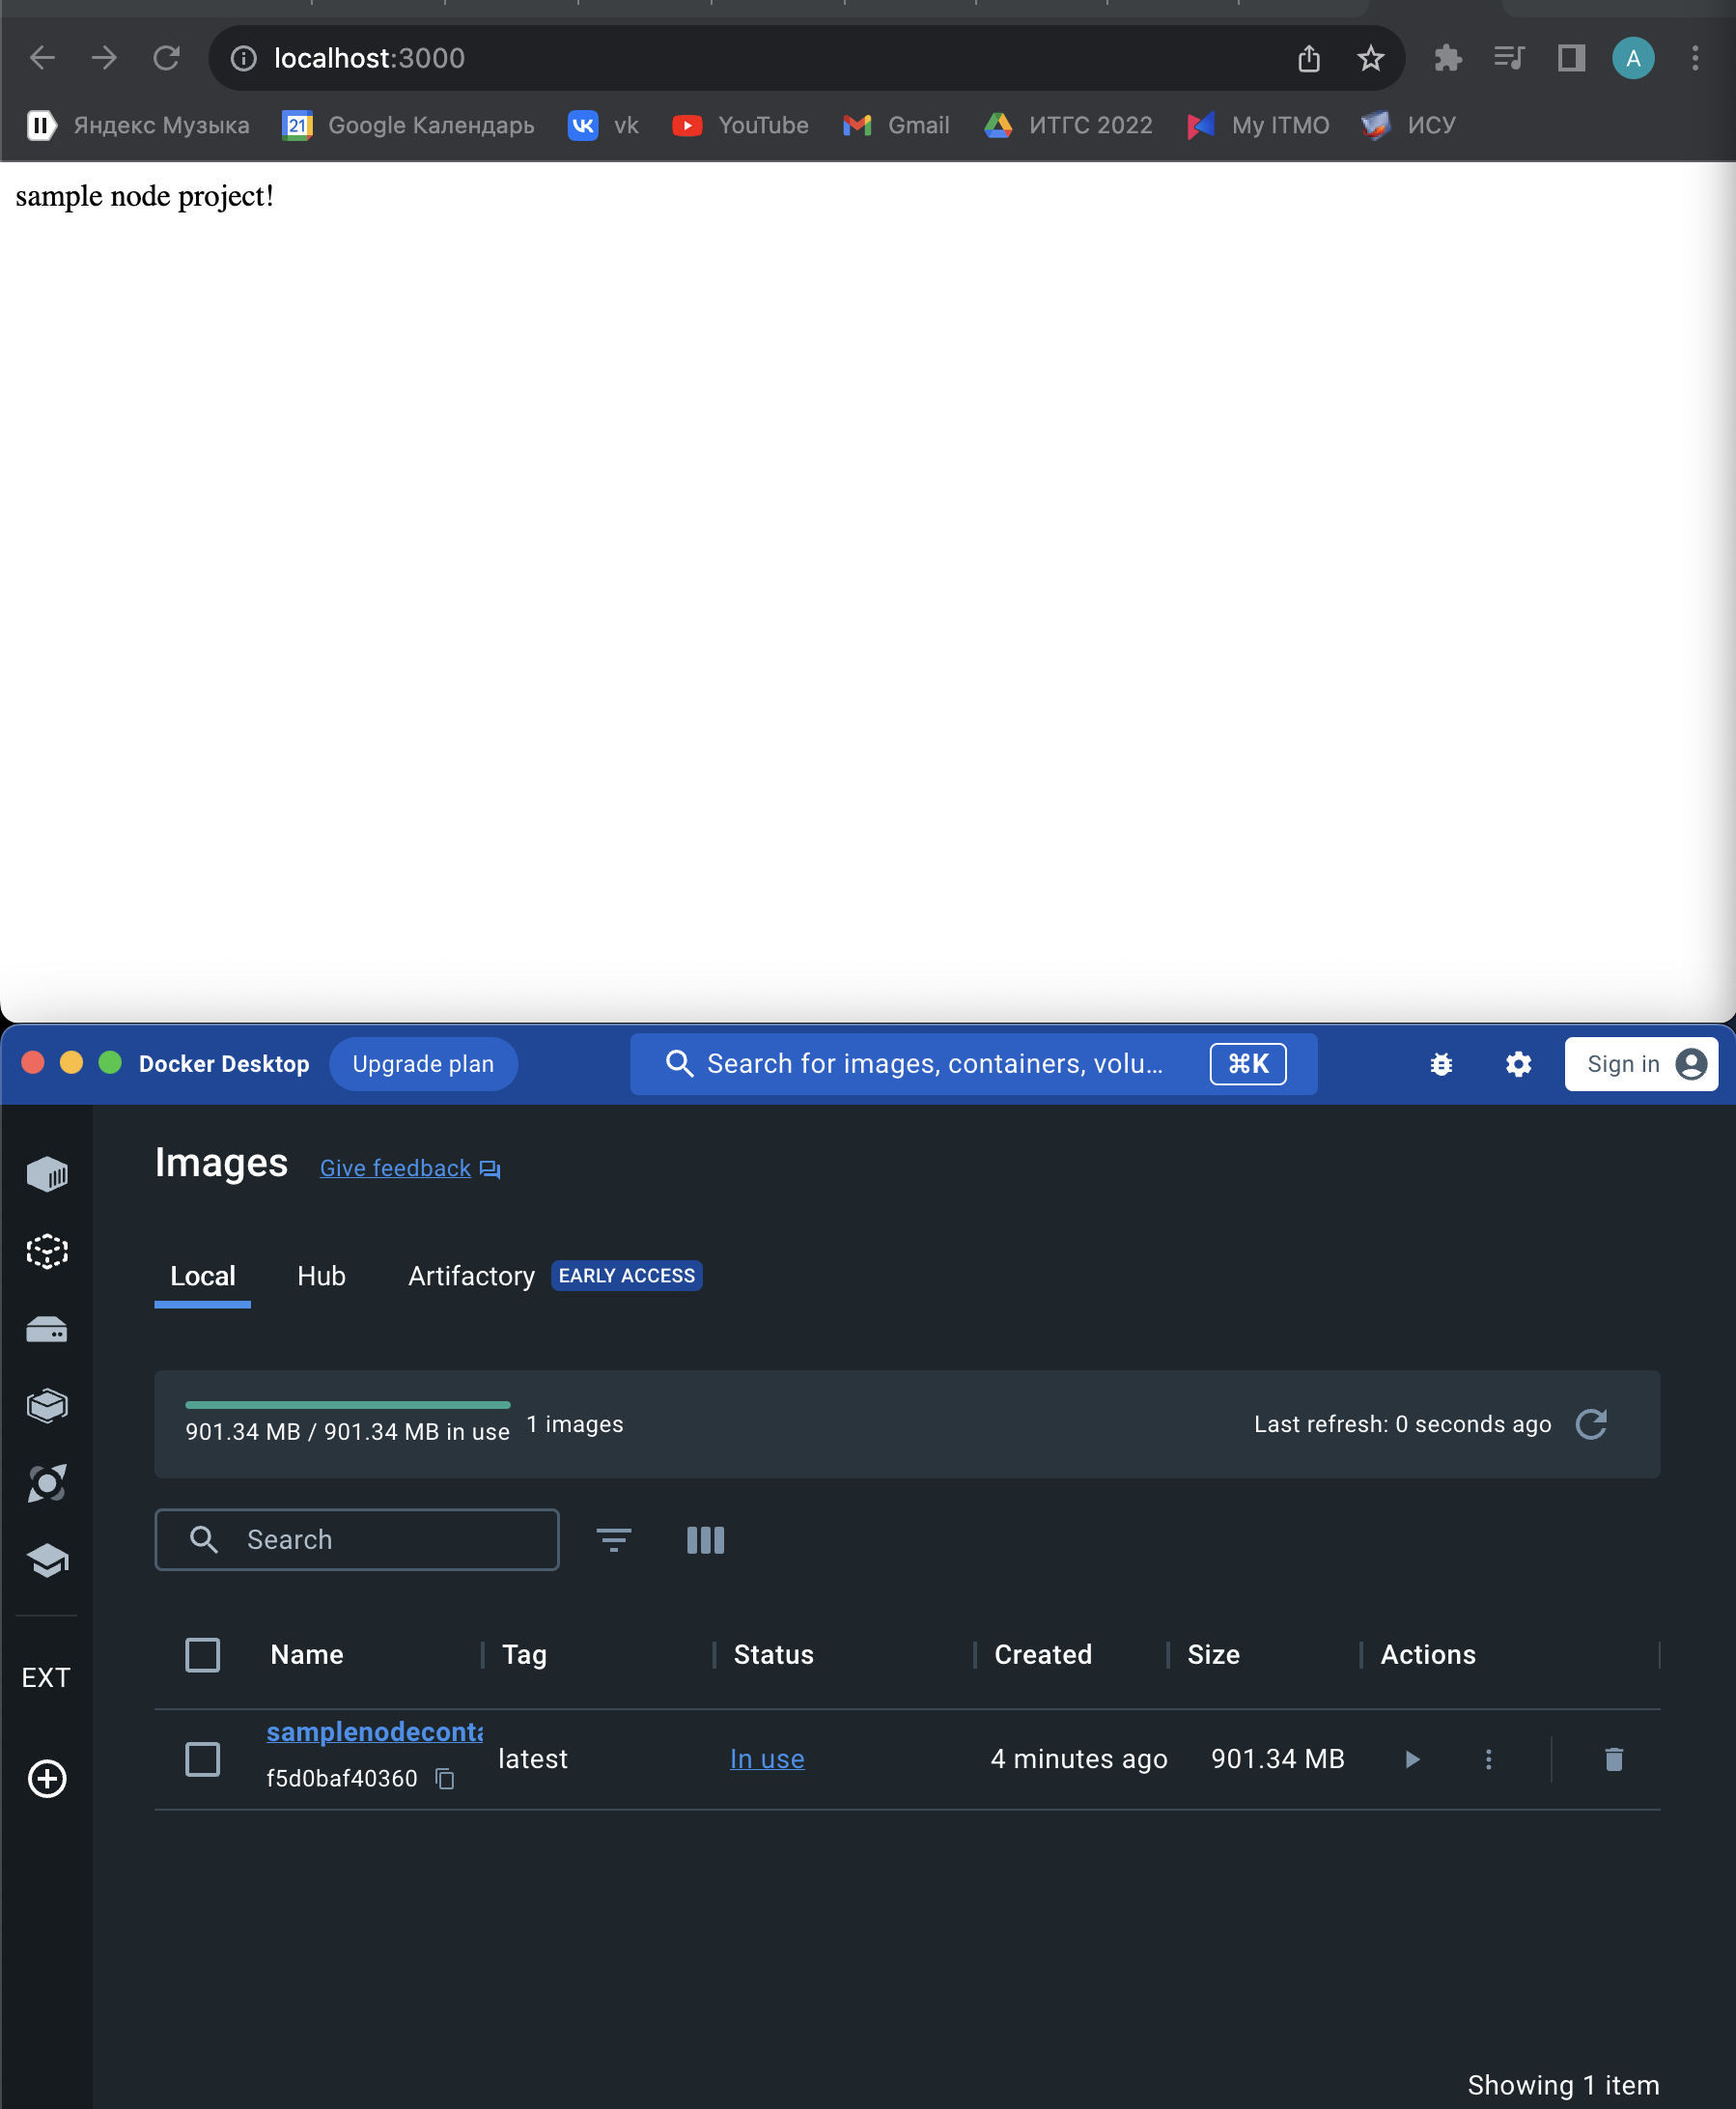 localhost:3000
A
Яндекс Музыка 21 Google Календарь vk YouTube Gmail ИТГС 2022 My ITMO ИСУ
sample node project!
Docker Desktop Upgrade plan Search for images, containers, volu... ⌘K Sign in
Images Give feedback
Local Hub Artifactory EARLY ACCESS
901.34 MB / 901.34 MB in use 1 images Last refresh: 0 seconds ago
Search
Name Tag Status Created Size Actions
EXT
samplenodeconta
latest In use 4 minutes ago 901.34 MB
f5d0baf40360
Showing 1 item